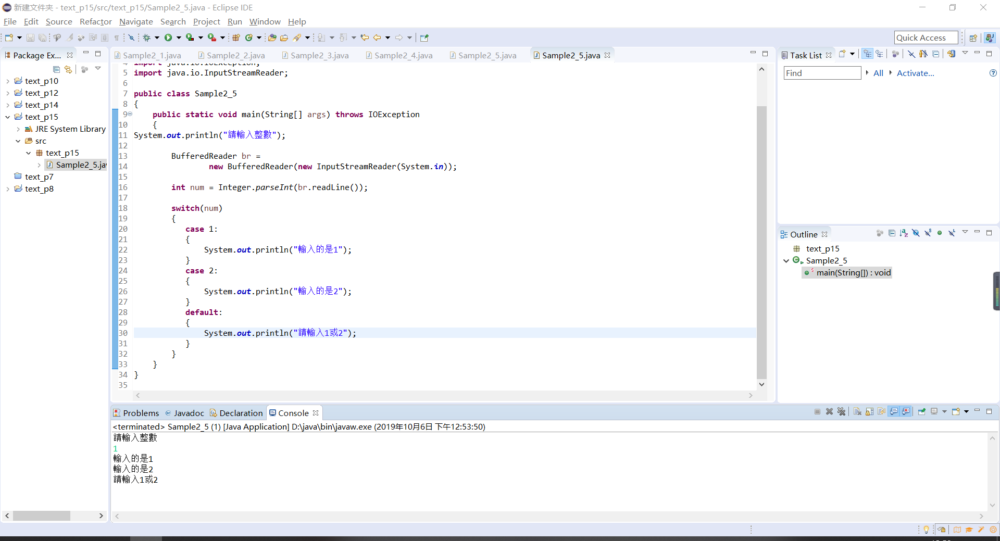 新建文件夹 - text_p15/src/text_p15/Sample2_5.java - Eclipse IDE
File Edit Source Refactor Navigate Search Project Run Window Help
Quick Access
Package Ex...
text_p10
text_p12
text_p14
text_p15
JRE System Library
src
text_p15
Sample2_5.jav
text_p7
text_p8
Sample2_1.java Sample2_2.java Sample2_3.java Sample2_4.java Sample2_5.java Sample2_5.java
4 import java.io.IOException;
5 import java.io.InputStreamReader;
6
7 public class Sample2_5
8 {
9 public static void main(String[] args) throws IOException
10 {
11 System.out.println("請輸入整數");
12
13 BufferedReader br =
14 new BufferedReader(new InputStreamReader(System.in));
15
16 int num = Integer.parseInt(br.readLine());
17
18 switch(num)
19 {
20 case 1:
21 {
22 System.out.println("輸入的是1");
23 }
24 case 2:
25 {
26 System.out.println("輸入的是2");
27 }
28 default:
29 {
30 System.out.println("請輸入1或2");
31 }
32 }
33 }
34 }
35
Task List
Find All Activate...
Outline
text_p15
Sample2_5
main(String[]) : void
Problems @ Javadoc Declaration Console
<terminated> Sample2_5 (1) [Java Application] D:\java\bin\javaw.exe (2019年10月6日 下午12:53:50)
請輸入整數
1
輸入的是1
輸入的是2
請輸入1或2